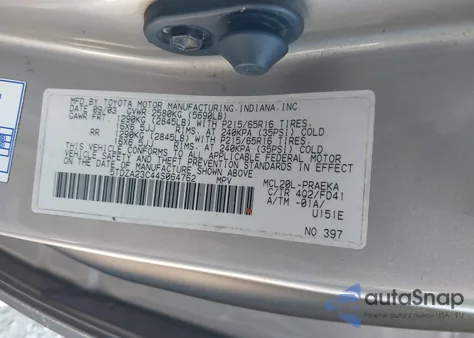 MFD. BY: TOYOTA MOTOR MANUFACTURING, INDIANA, INC
DATE 09/03 GVWR 2580KG (5690LB)
GAWR FRT 1290KG (2845LB) WITH P215/65R16 TIRES,
16X6.5JJ RIMS, AT 240KPA (35PSI) COLD
RR 1290KG (2845LB) WITH P215/65R16 TIRES,
16X6.5JJ RIMS, AT 240KPA (35PSI) COLD
THIS VEHICLE CONFORMS TO ALL APPLICABLE FEDERAL MOTOR
VEHICLE SAFETY AND THEFT PREVENTION STANDARDS IN EFFECT
ON THE DATE OF MANUFACTURE SHOWN ABOVE.
5TDZA23C44S064762 MPV
MCL20L-PRAEKA
C/TR 4Q2/FD41
A/TM -01A/
U151E
NO. 397
autoSnap